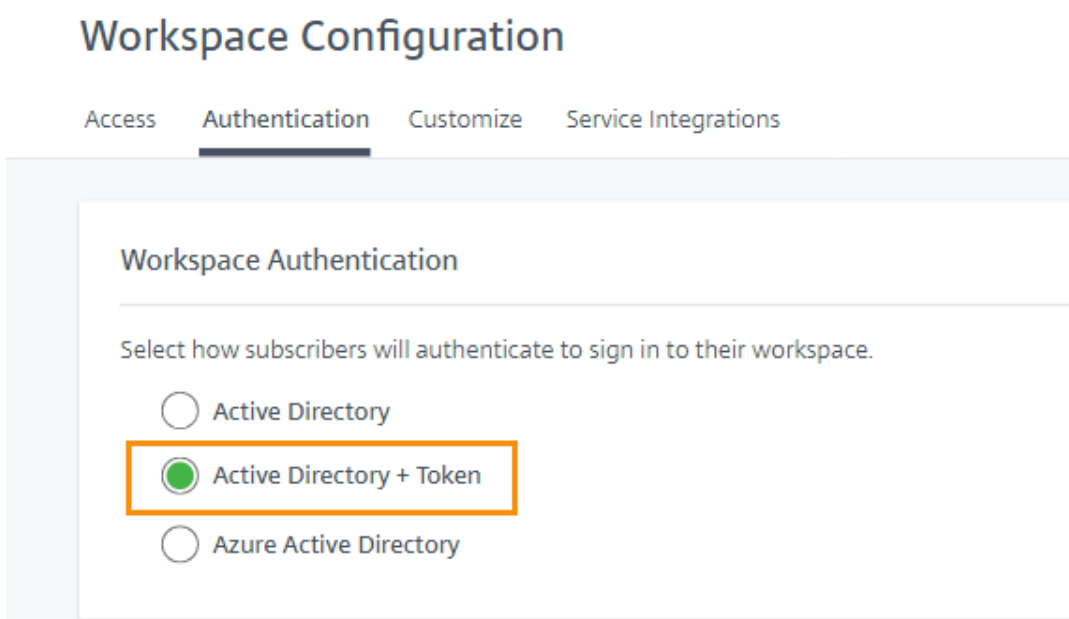 Workspace Configuration
Access Authentication Customize Service Integrations
Workspace Authentication
Select how subscribers will authenticate to sign in to their workspace.
Active Directory
Active Directory + Token
Azure Active Directory